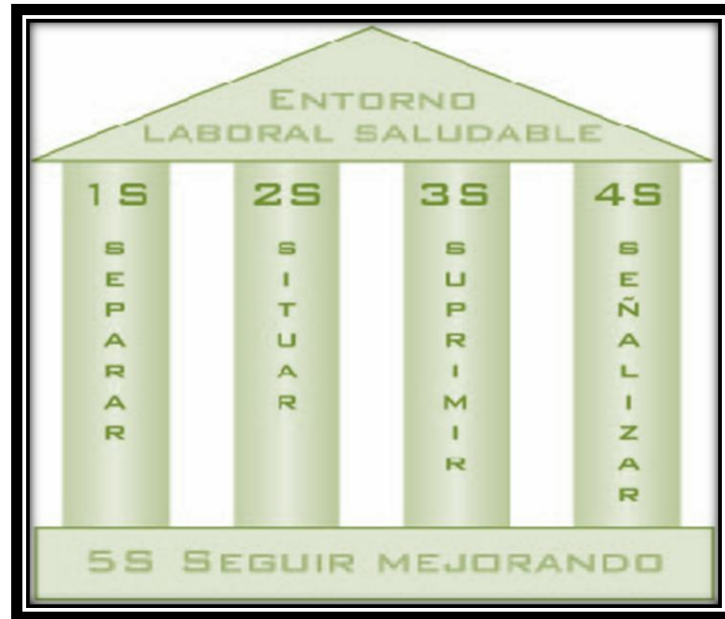 Entorno
laboral saludable
1S
2S
3S
4S
SEPARAR
SITUAR
SUPRIMIR
SEÑALIZAR
5S Seguir mejorando